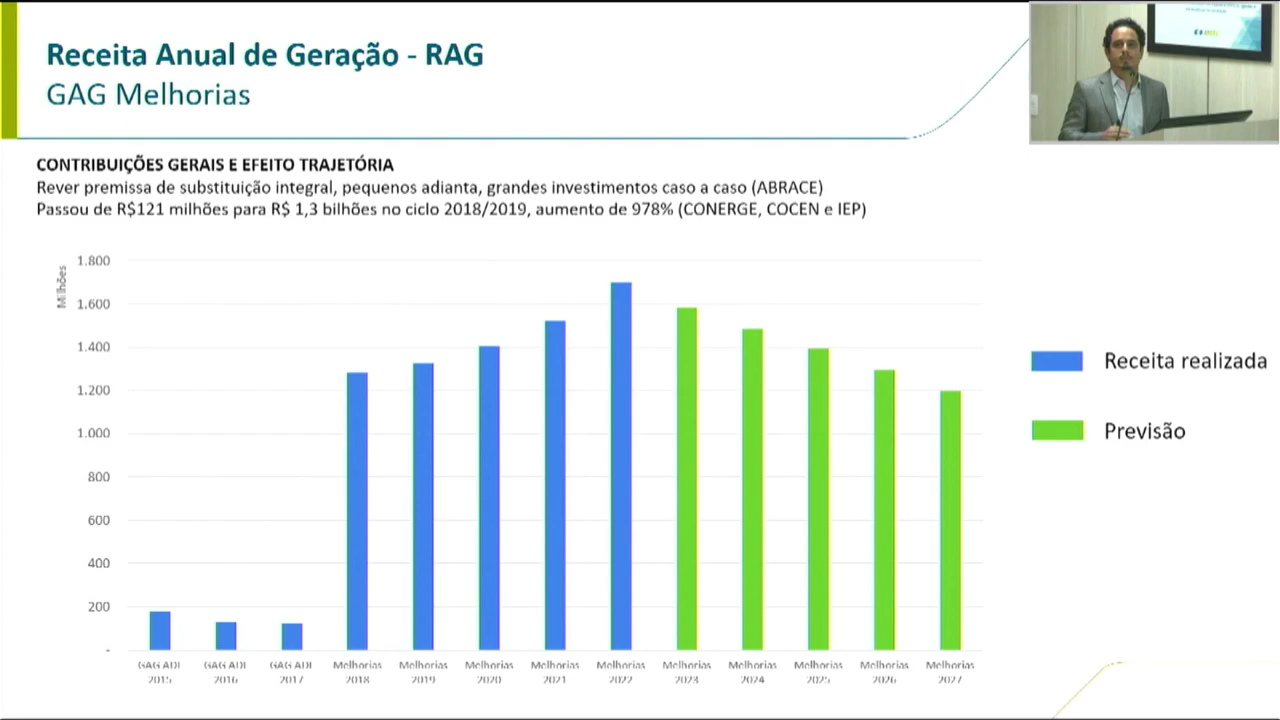 Receita Anual de Geração - RAG
GAG Melhorias
CONTRIBUIÇÕES GERAIS E EFEITO TRAJETÓRIA
Rever premissa de substituição integral, pequenos adianta, grandes investimentos caso a caso (ABRACE)
Passou de R$121 milhões para R$ 1,3 bilhões no ciclo 2018/2019, aumento de 978% (CONERGE, COCEN e IEP)
Milhões
1.800
1.600
1.400
1.200
1.000
800
600
400
200
-
GAG ADI 2015
GAG ADI 2016
GAG ADI 2017
Melhorias 2018
Melhorias 2019
Melhorias 2020
Melhorias 2021
Melhorias 2022
Melhorias 2023
Melhorias 2024
Melhorias 2025
Melhorias 2026
Melhorias 2027
Receita realizada
Previsão